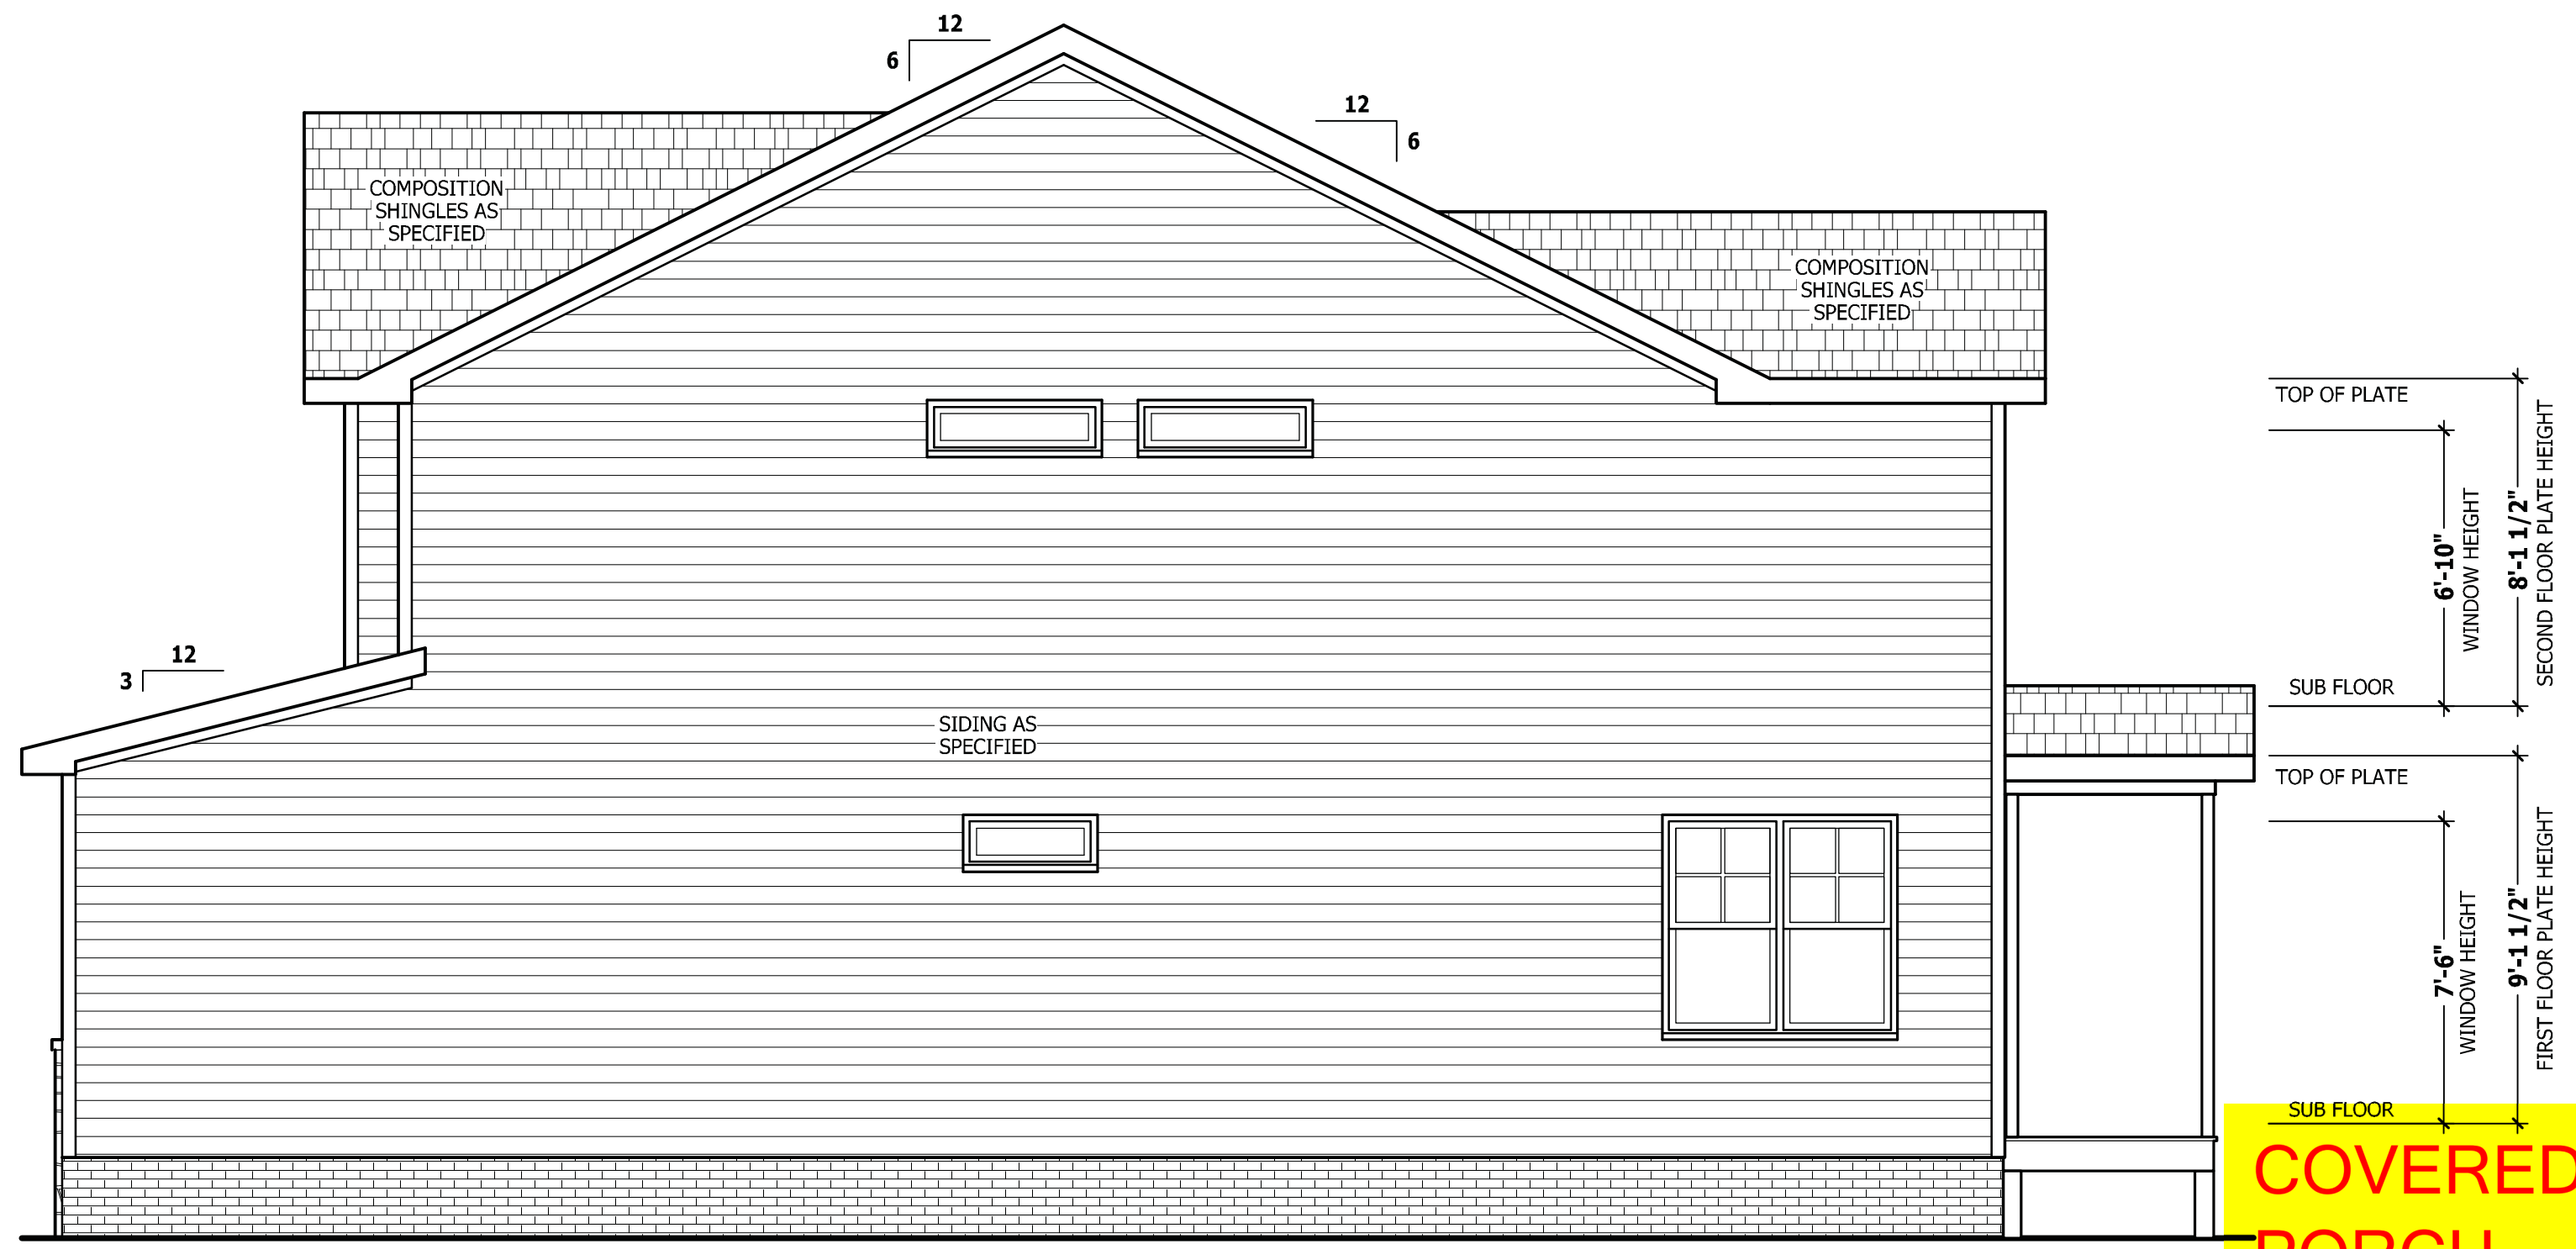 12
6
12
6
COMPOSITION
SHINGLES AS
SPECIFIED
COMPOSITION
SHINGLES AS
SPECIFIED
TOP OF PLATE
6'-10"
WINDOW HEIGHT
8'-1 1/2"
SECOND FLOOR PLATE HEIGHT
12
3
SUB FLOOR
SIDING AS
SPECIFIED
TOP OF PLATE
7'-6"
WINDOW HEIGHT
9'-1 1/2"
FIRST FLOOR PLATE HEIGHT
SUB FLOOR
COVERED
PORCH